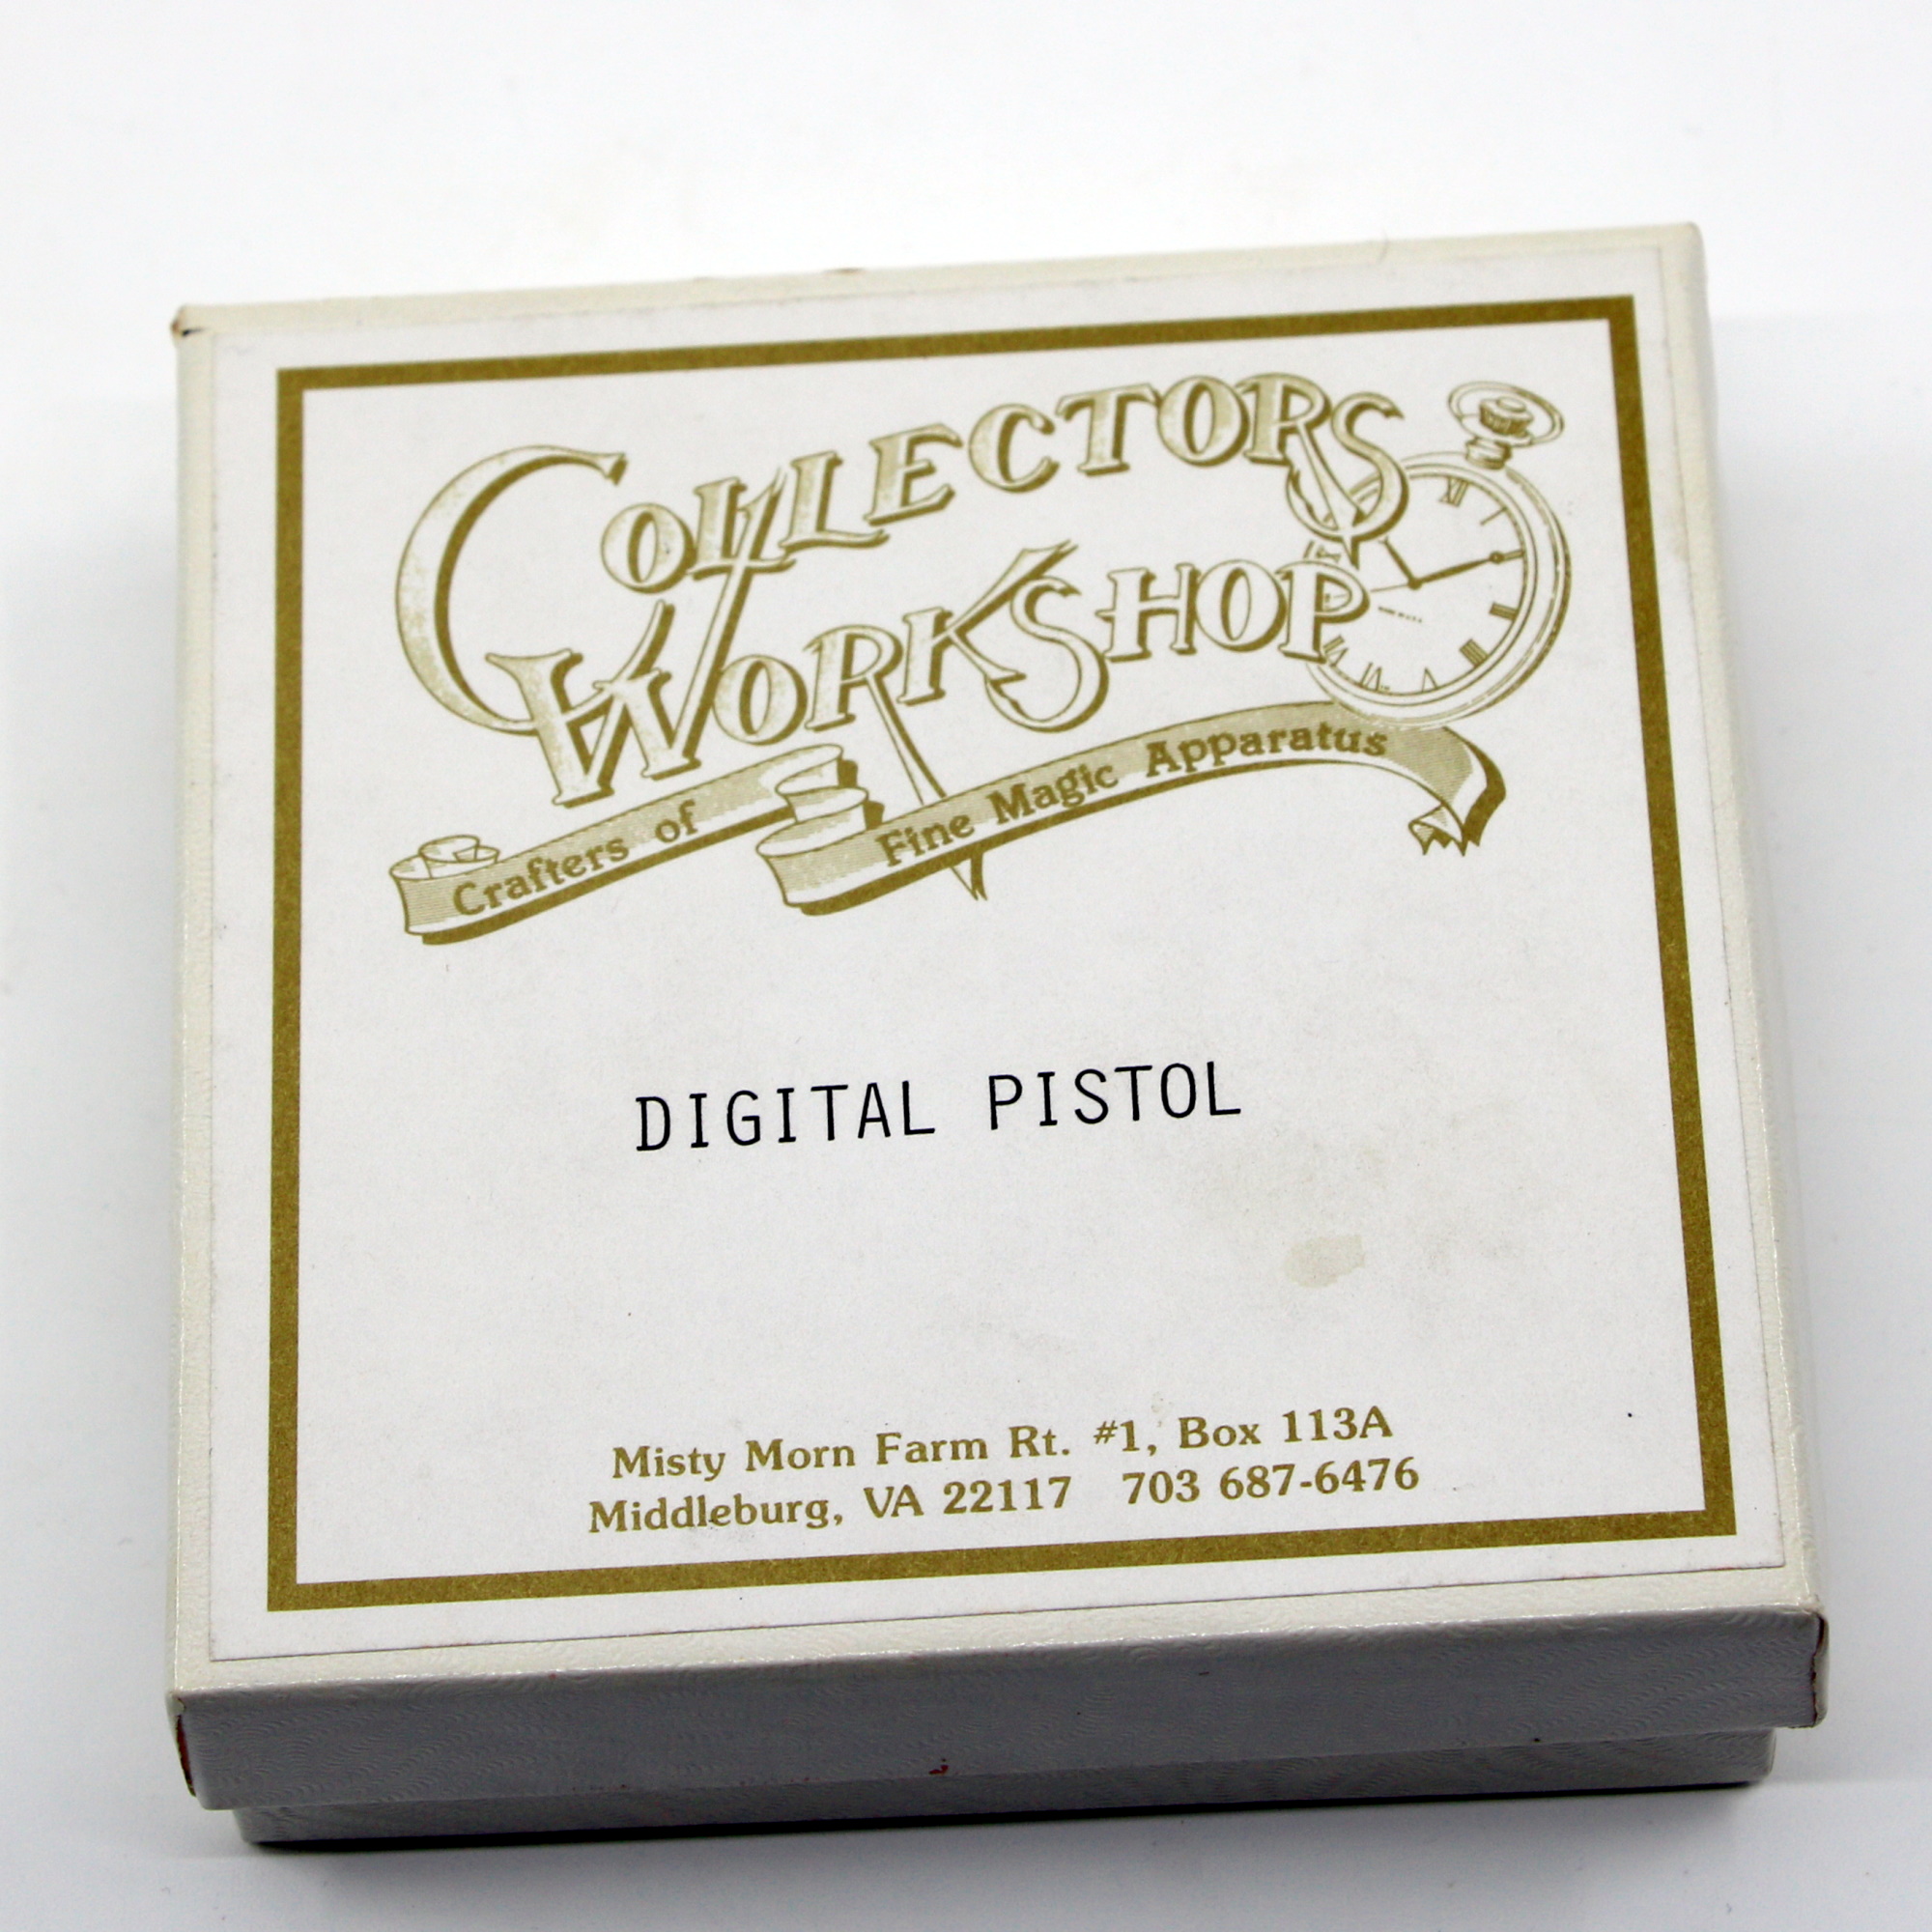 COLLECTORS
WORKSHOP
Crafters of Fine Magic Apparatus
DIGITAL PISTOL
Misty Morn Farm Rt. #1, Box 113A
Middleburg, VA 22117 703 687-6476